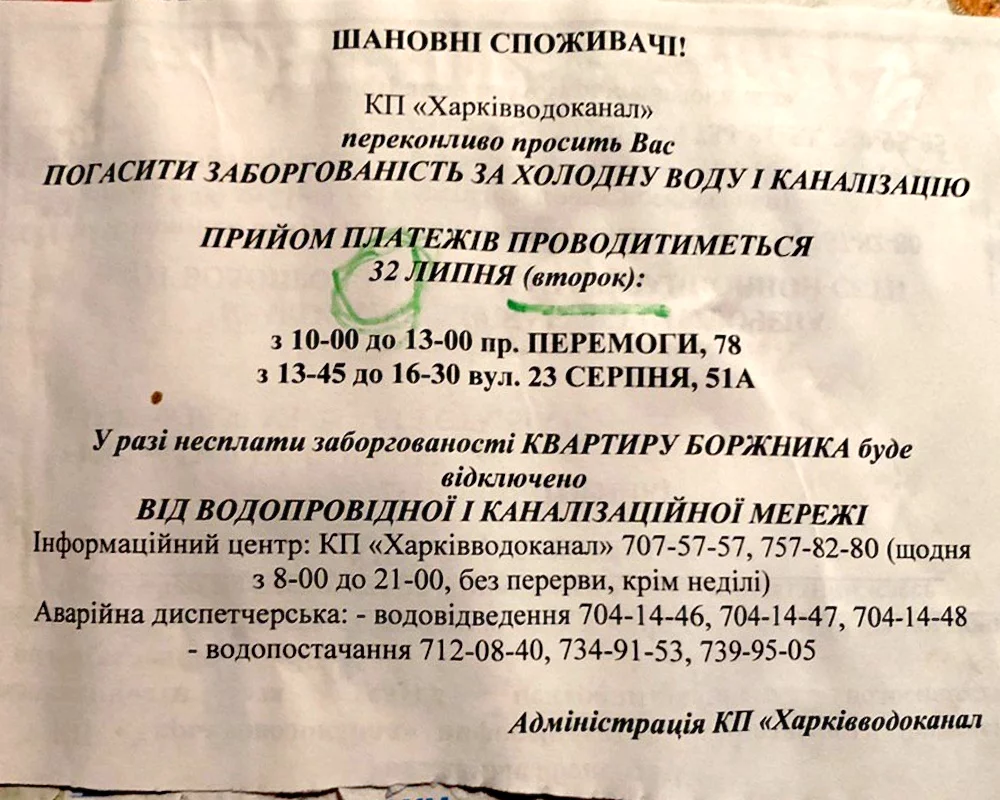 ШАНОВНІ СПОЖИВАЧІ!
КП «Харківводоканал»
переконливо просить Вас
ПОГАСИТИ ЗАБОРГОВАНІСТЬ ЗА ХОЛОДНУ ВОДУ І КАНАЛІЗАЦІЮ
ПРИЙОМ ПЛАТЕЖІВ ПРОВОДИТИМЕТЬСЯ
32 ЛИПНЯ (второк):
з 10-00 до 13-00 пр. ПЕРЕМОГИ, 78
з 13-45 до 16-30 вул. 23 СЕРПНЯ, 51А
У разі несплати заборгованості КВАРТИРУ БОРЖНИКА буде
відключено
ВІД ВОДОПРОВІДНОЇ І КАНАЛІЗАЦІЙНОЇ МЕРЕЖІ
Інформаційний центр: КП «Харківводоканал» 707-57-57, 757-82-80 (щодня
з 8-00 до 21-00, без перерви, крім неділі)
Аварійна диспетчерська: - водовідведення 704-14-46, 704-14-47, 704-14-48
- водопостачання 712-08-40, 734-91-53, 739-95-05
Адміністрація КП «Харківводоканал